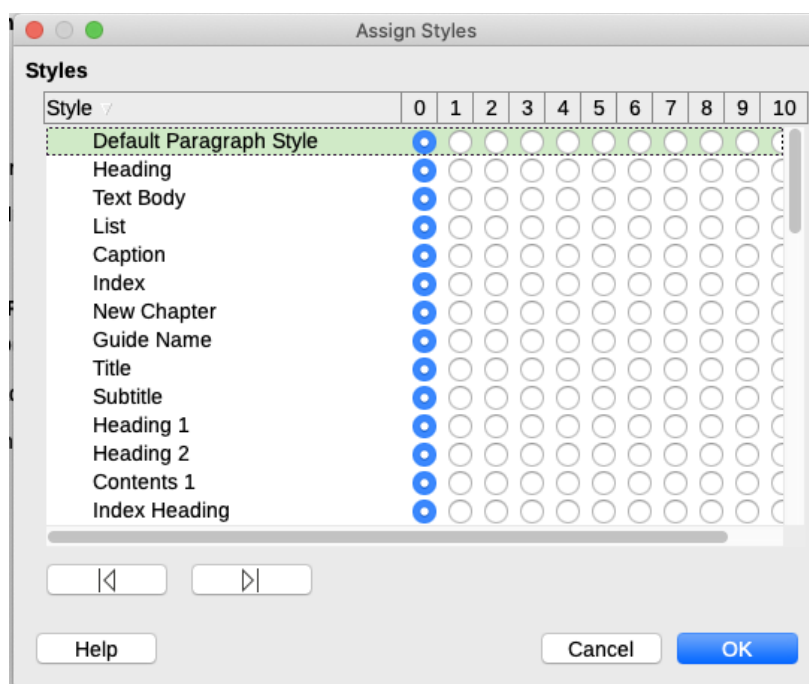 Assign Styles
Styles
Style 0 1 2 3 4 5 6 7 8 9 10
Default Paragraph Style
Heading
Text Body
List
Caption
Index
New Chapter
Guide Name
Title
Subtitle
Heading 1
Heading 2
Contents 1
Index Heading
Help Cancel OK